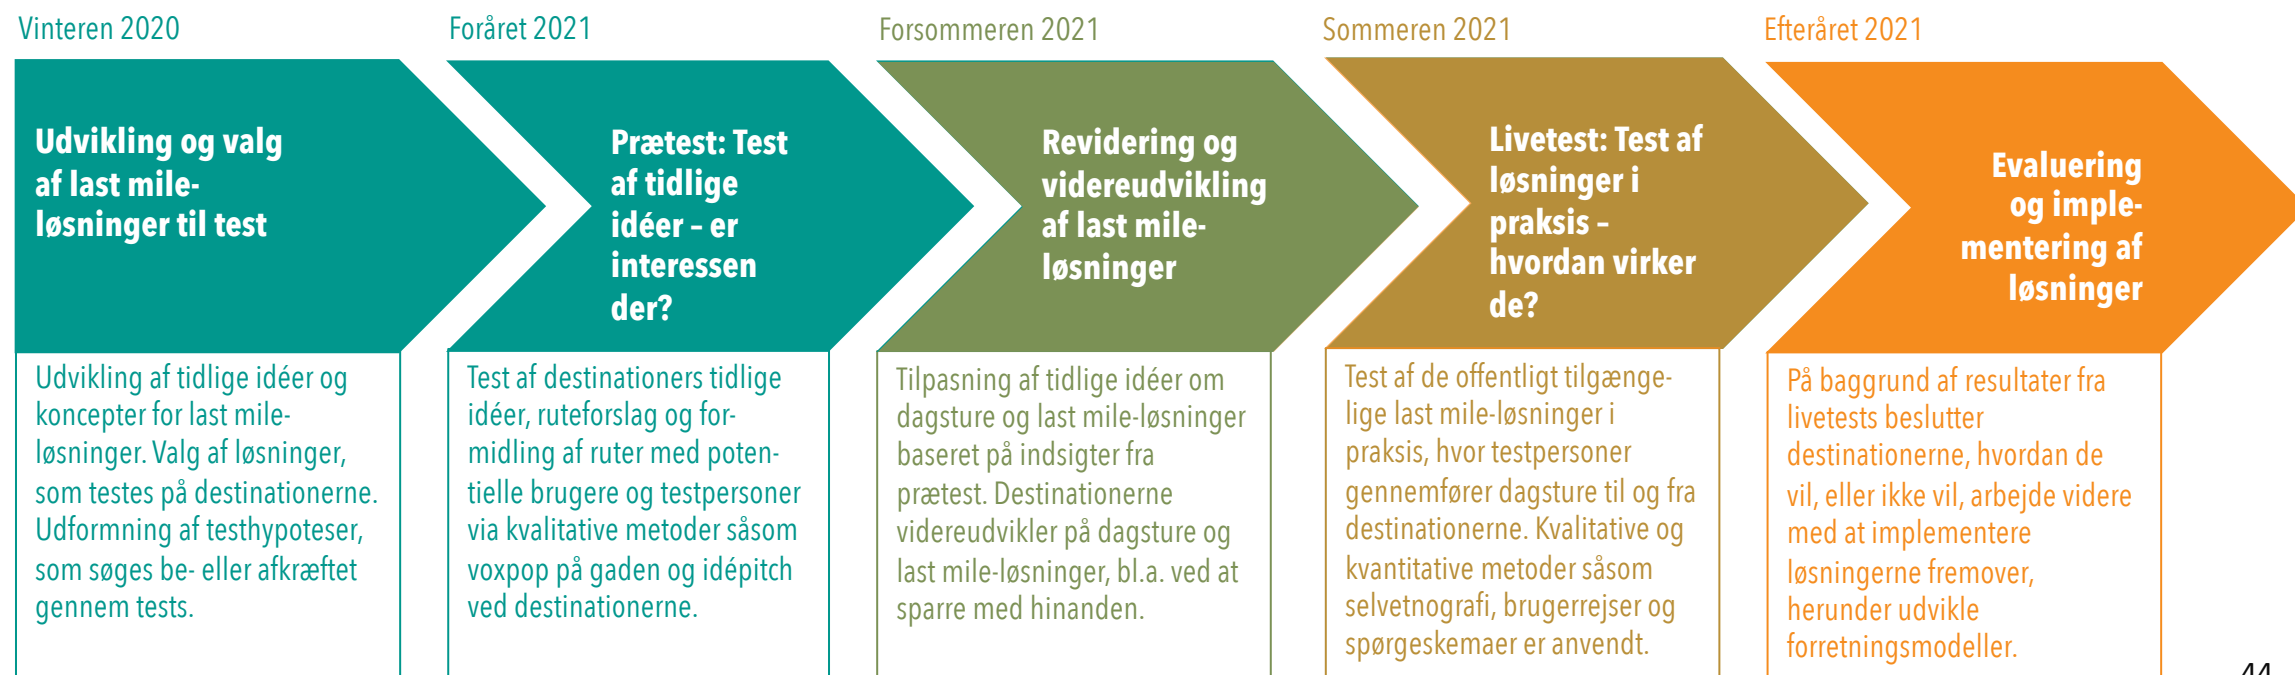 Vinteren 2020
Udvikling og valg
af last mile-
løsninger til test
Udvikling af tidlige idéer og
koncepter for last mile-
løsninger. Valg af løsninger,
som testes på destinationerne.
Udformning af testhypoteser,
som søges be- eller afkræftet
gennem tests.
Foråret 2021
Prætest: Test
af tidlige
idéer – er
interessen
der?
Test af destinationers tidlige
idéer, ruteforslag og for-
midling af ruter med poten-
tielle brugere og testpersoner
via kvalitative metoder såsom
voxpop på gaden og idépitch
ved destinationerne.
Forsommeren 2021
Revidering og
videreudvikling
af last mile-
løsninger
Tilpasning af tidlige idéer om
dagsture og last mile-løsninger
baseret på indsigter fra
prætest. Destinationerne
videreudvikler på dagsture og
last mile-løsninger, bl.a. ved at
sparre med hinanden.
Sommeren 2021
Livetest: Test af
løsninger i
praksis –
hvordan virker
de?
Test af de offentligt tilgænge-
lige last mile-løsninger i
praksis, hvor testpersoner
gennemfører dagsture til og fra
destinationerne. Kvalitative og
kvantitative metoder såsom
selvetnografi, brugerrejser og
spørgeskemaer er anvendt.
Efteråret 2021
Evaluering
og imple-
mentering af
løsninger
På baggrund af resultater fra
livetests beslutter
destinationerne, hvordan de
vil, eller ikke vil, arbejde videre
med at implementere
løsningerne fremover,
herunder udvikle
forretningsmodeller.
44